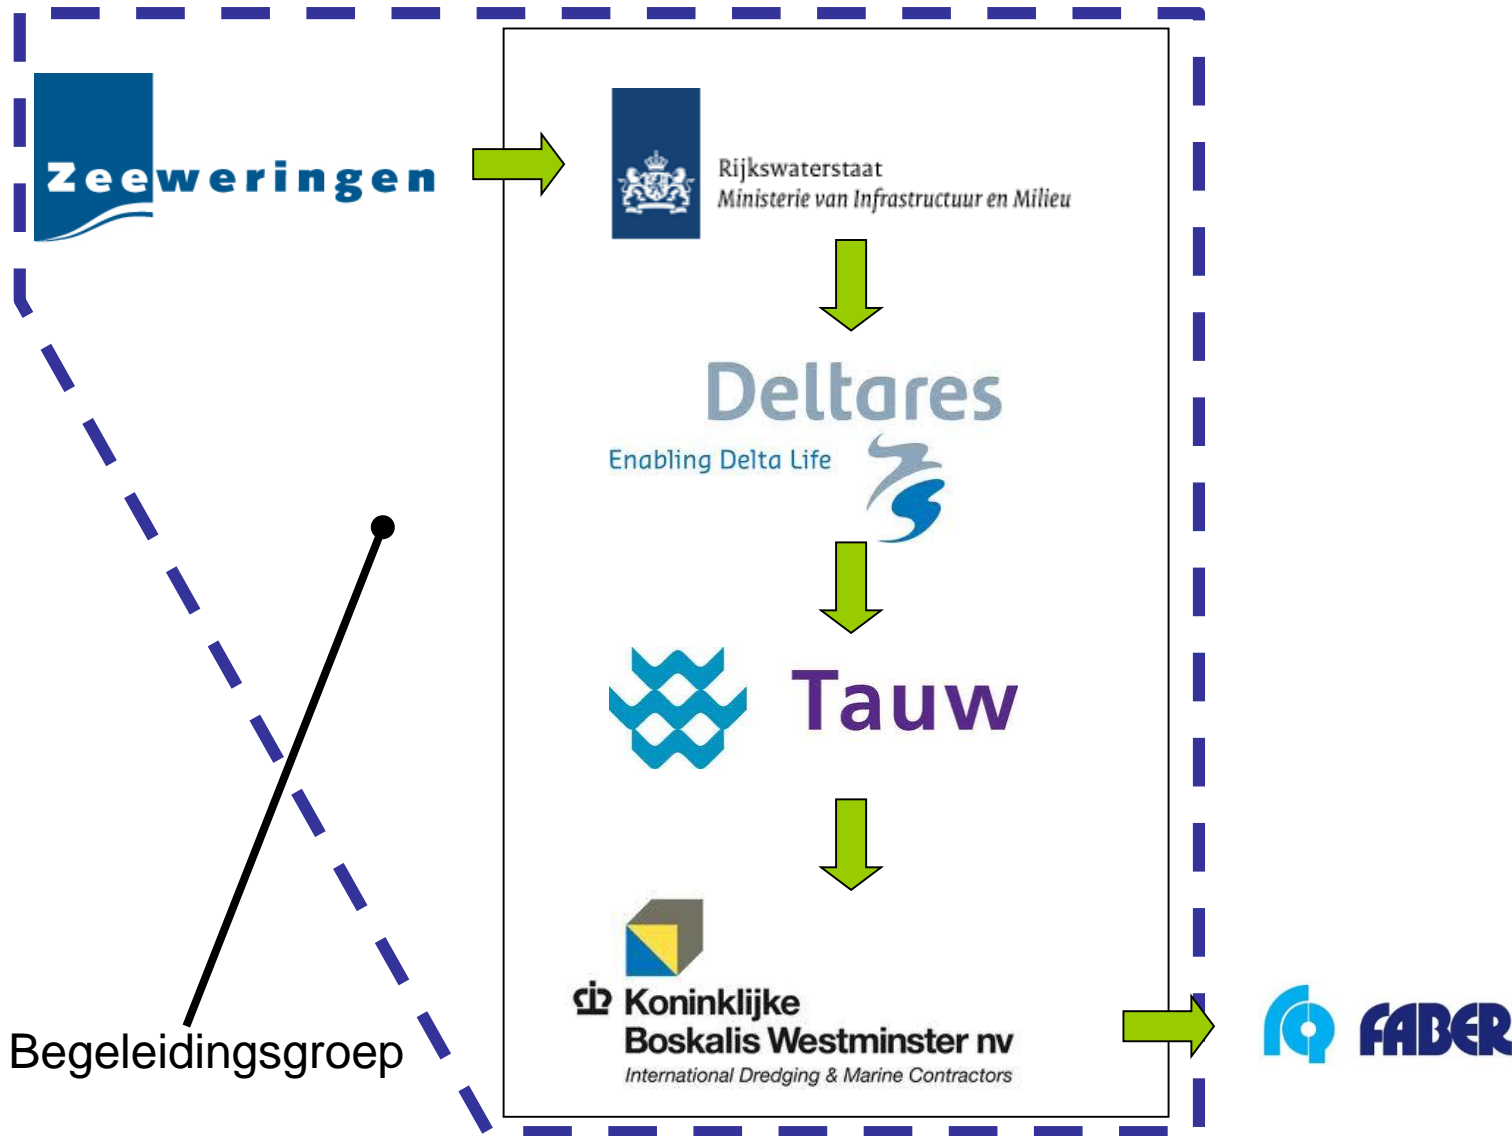 Zeeweringen
Rijkswaterstaat
Ministerie van Infrastructuur en Milieu
Deltares
Enabling Delta Life
Tauw
Koninklijke
Boskalis Westminster nv
International Dredging & Marine Contractors
FABER
Begeleidingsgroep